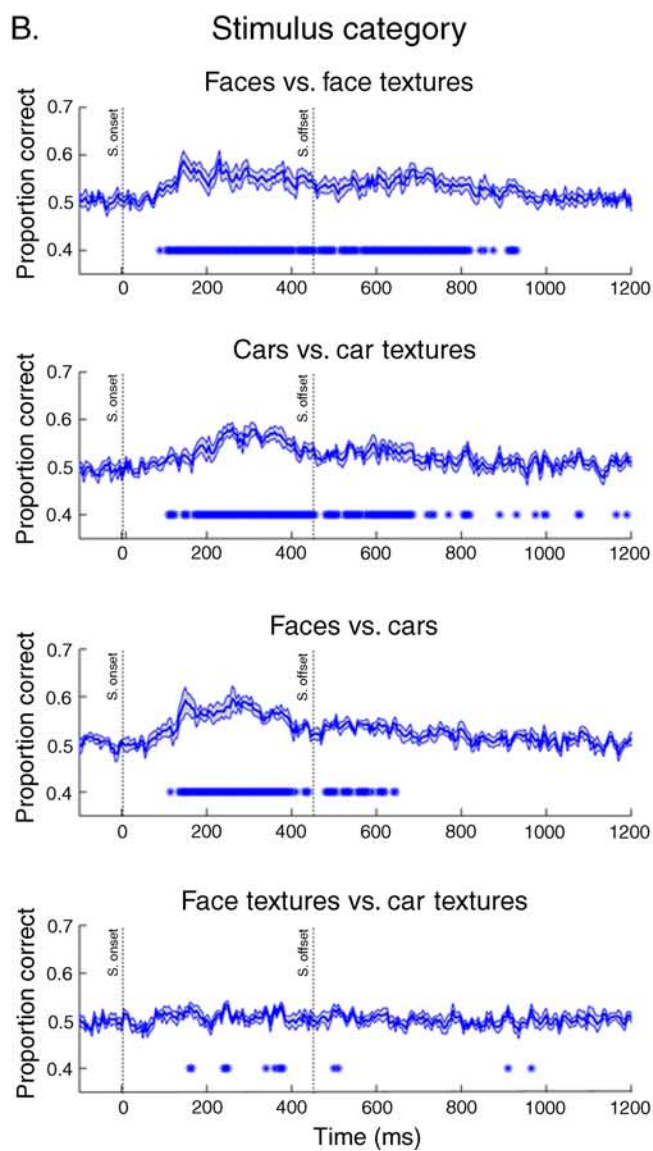 B. Stimulus category
Faces vs. face textures
Proportion correct
0.7
0.6
0.5
0.4
S. onset
S. offset
0 200 400 600 800 1000 1200
Cars vs. car textures
Proportion correct
0.7
0.6
0.5
0.4
S. onset
S. offset
0 200 400 600 800 1000 1200
Faces vs. cars
Proportion correct
0.7
0.6
0.5
0.4
S. onset
S. offset
0 200 400 600 800 1000 1200
Face textures vs. car textures
Proportion correct
0.7
0.6
0.5
0.4
S. onset
S. offset
0 200 400 600 800 1000 1200
Time (ms)